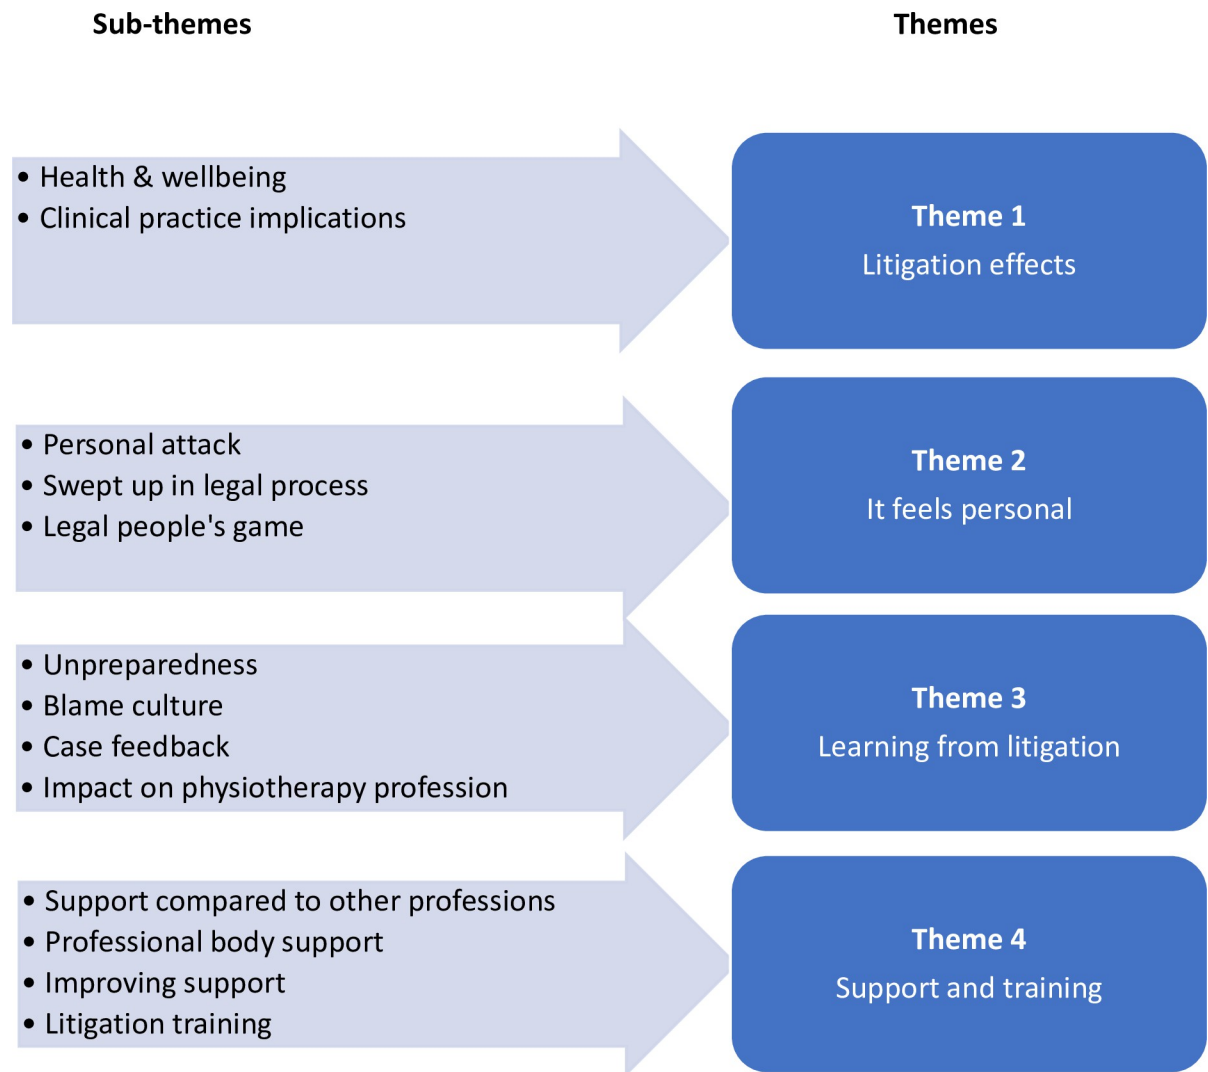 Sub-themes
Themes
• Health & wellbeing
• Clinical practice implications
Theme 1
Litigation effects
• Personal attack
• Swept up in legal process
• Legal people's game
Theme 2
It feels personal
• Unpreparedness
• Blame culture
• Case feedback
• Impact on physiotherapy profession
Theme 3
Learning from litigation
• Support compared to other professions
• Professional body support
• Improving support
• Litigation training
Theme 4
Support and training